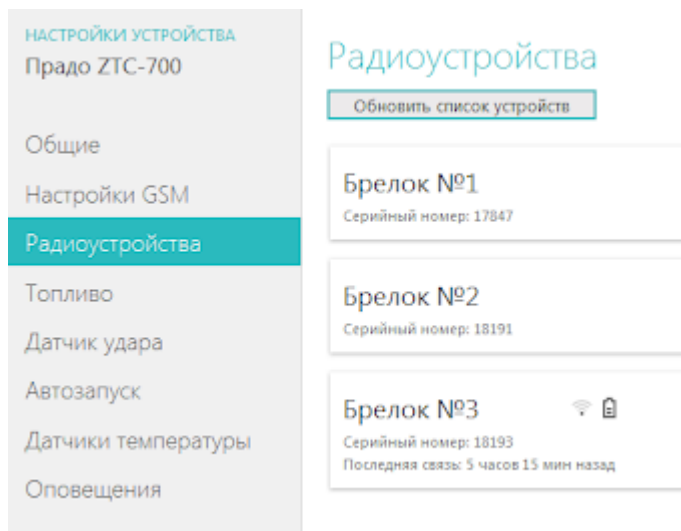 НАСТРОЙКИ УСТРОЙСТВА
Прадо ZTC-700
Общие
Настройки GSM
Радиоустройства
Топливо
Датчик удара
Автозапуск
Датчики температуры
Оповещения
Радиоустройства
Обновить список устройств
Брелок №1
Серийный номер: 17847
Брелок №2
Серийный номер: 18191
Брелок №3
Серийный номер: 18193
Последняя связь: 5 часов 15 мин назад